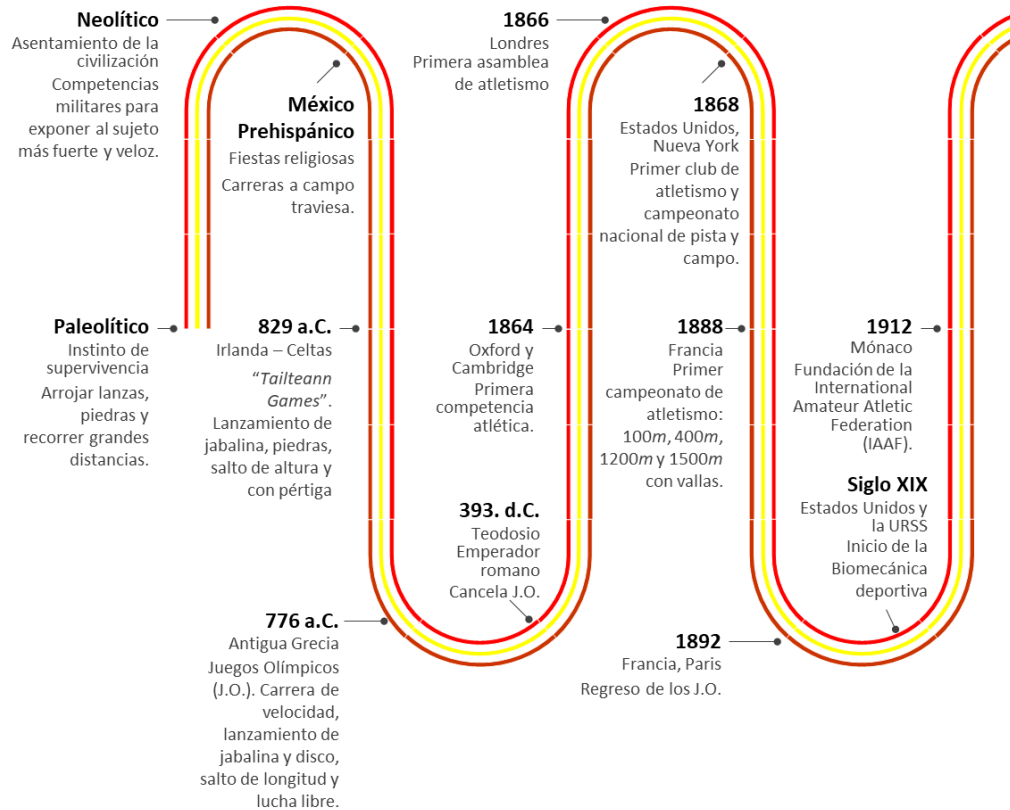 Paleolítico
Instinto de
supervivencia
Arrojar lanzas,
piedras y
recorrer grandes
distancias.
Neolítico
Asentamiento de la
civilización
Competencias
militares para
exponer al sujeto
más fuerte y veloz.
México
Prehispánico
Fiestas religiosas
Carreras a campo
traviesa.
829 a.C.
Irlanda – Celtas
“Tailteann
Games”.
Lanzamiento de
jabalina, piedras,
salto de altura y
con pértiga
776 a.C.
Antigua Grecia
Juegos Olímpicos
(J.O.). Carrera de
velocidad,
lanzamiento de
jabalina y disco,
salto de longitud y
lucha libre.
393. d.C.
Teodosio
Emperador
romano
Cancela J.O.
1864
Oxford y
Cambridge
Primera
competencia
atlética.
1866
Londres
Primera asamblea
de atletismo
1868
Estados Unidos,
Nueva York
Primer club de
atletismo y
campeonato
nacional de pista y
campo.
1888
Francia
Primer
campeonato de
atletismo:
100m, 400m,
1200m y 1500m
con vallas.
1892
Francia, Paris
Regreso de los J.O.
Siglo XIX
Estados Unidos y
la URSS
Inicio de la
Biomecánica
deportiva
1912
Mónaco
Fundación de la
International
Amateur Atletic
Federation
(IAAF).